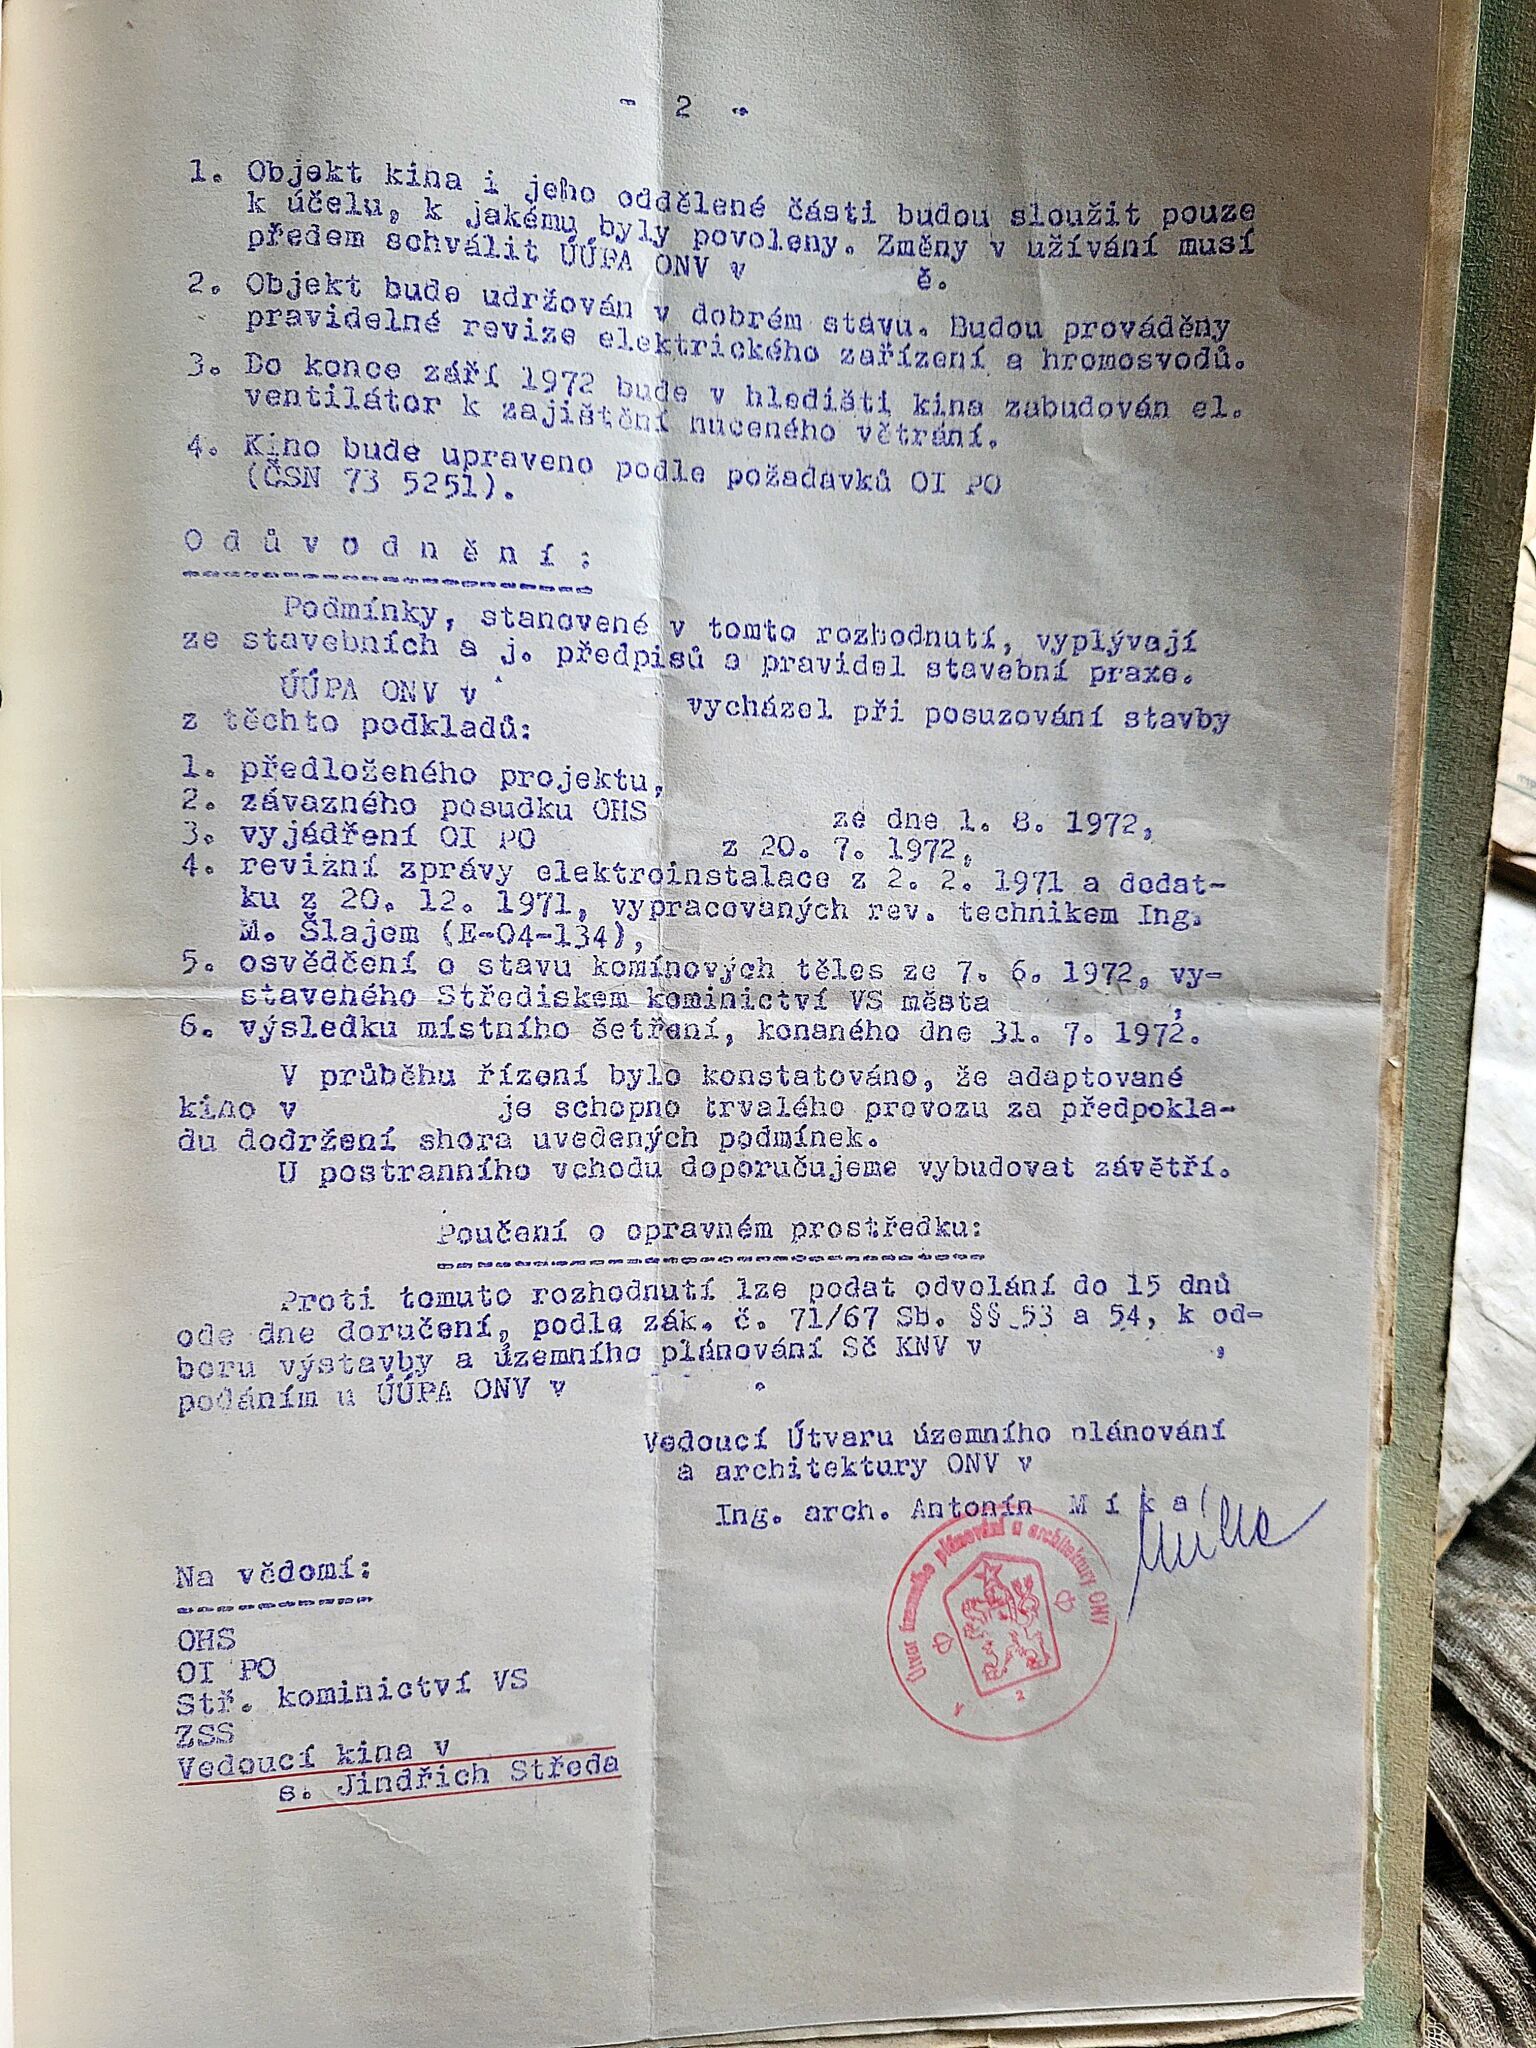 - 2 -
1. Objekt kina i jeho oddělené části budou sloužit pouze
k účelu, k jakému byly povoleny. Změny v užívání musí
předem schválit ÚÚPA ONV v ě.
2. Objekt bude udržován v dobrém stavu. Budou prováděny
pravidelné revize elektrického zařízení a hromosvodů.
3. Do konce září 1972 bude v hledišti kina zabudován el.
ventilátor k zajištění nuceného větrání.
4. Kino bude upraveno podle požadavků OI PO
(ČSN 73 5251).
O d ů v o d n ě n í :
Podmínky, stanovené v tomto rozhodnutí, vyplývají
ze stavebních a j. předpisů a pravidel stavební praxe.
ÚÚPA ONV v vycházel při posuzování stavby
z těchto podkladů:
1. předloženého projektu,
2. závazného posudku OHS ze dne 1. 8. 1972,
3. vyjádření OI PO z 20. 7. 1972,
4. revizní zprávy elektroinstalace z 2. 2. 1971 a dodat-
ku z 20. 12. 1971, vypracovaných rev. technikem Ing.
M. Šlajem (E-04-134),
5. osvědčení o stavu komínových těles ze 7. 6. 1972, vy-
staveného Střediskem kominictví VS města ,
6. výsledku místního šetření, konaného dne 31. 7. 1972.
V průběhu řízení bylo konstatováno, že adaptované
kino v je schopno trvalého provozu za předpokla-
du dodržení shora uvedených podmínek.
U postranního vchodu doporučujeme vybudovat závětří.
Poučení o opravném prostředku:
Proti tomuto rozhodnutí lze podat odvolání do 15 dnů
ode dne doručení, podle zák. č. 71/67 Sb. §§ 53 a 54, k od-
boru výstavby a územního plánování Sč KNV v ,
podáním u ÚÚPA ONV v .
Vedoucí Útvaru územního plánování
a architektury ONV v
Ing. arch. Antonín M í k a
Útvar územního plánování a architektury ONV
2
Na vědomí:
OHS
OI PO
Stř. kominictví VS
ZSS
Vedoucí kina v
s. Jindřich Středa